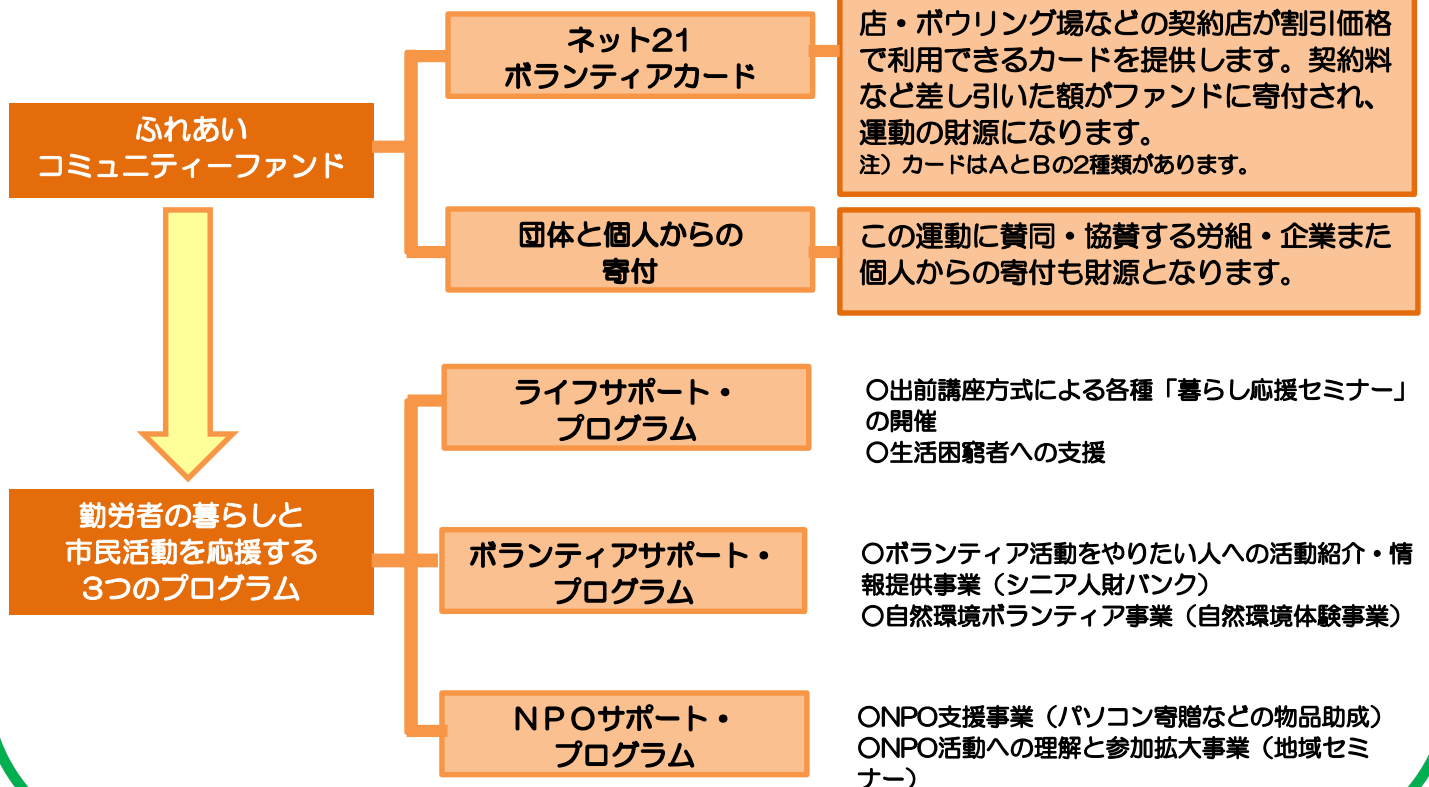 ネット21
ボランティアカード
店・ボウリング場などの契約店が割引価格
で利用できるカードを提供します。契約料
など差し引いた額がファンドに寄付され、
運動の財源になります。
注）カードはAとBの2種類があります。
ふれあい
コミュニティーファンド
団体と個人からの
寄付
この運動に賛同・協賛する労組・企業また
個人からの寄付も財源となります。
勤労者の暮らしと
市民活動を応援する
3つのプログラム
ライフサポート・
プログラム
〇出前講座方式による各種「暮らし応援セミナー」
の開催
〇生活困窮者への支援
ボランティアサポート・
プログラム
〇ボランティア活動をやりたい人への活動紹介・情
報提供事業（シニア人財バンク）
〇自然環境ボランティア事業（自然環境体験事業）
ＮＰＯサポート・
プログラム
〇NPO支援事業（パソコン寄贈などの物品助成）
〇NPO活動への理解と参加拡大事業（地域セミ
ナー）